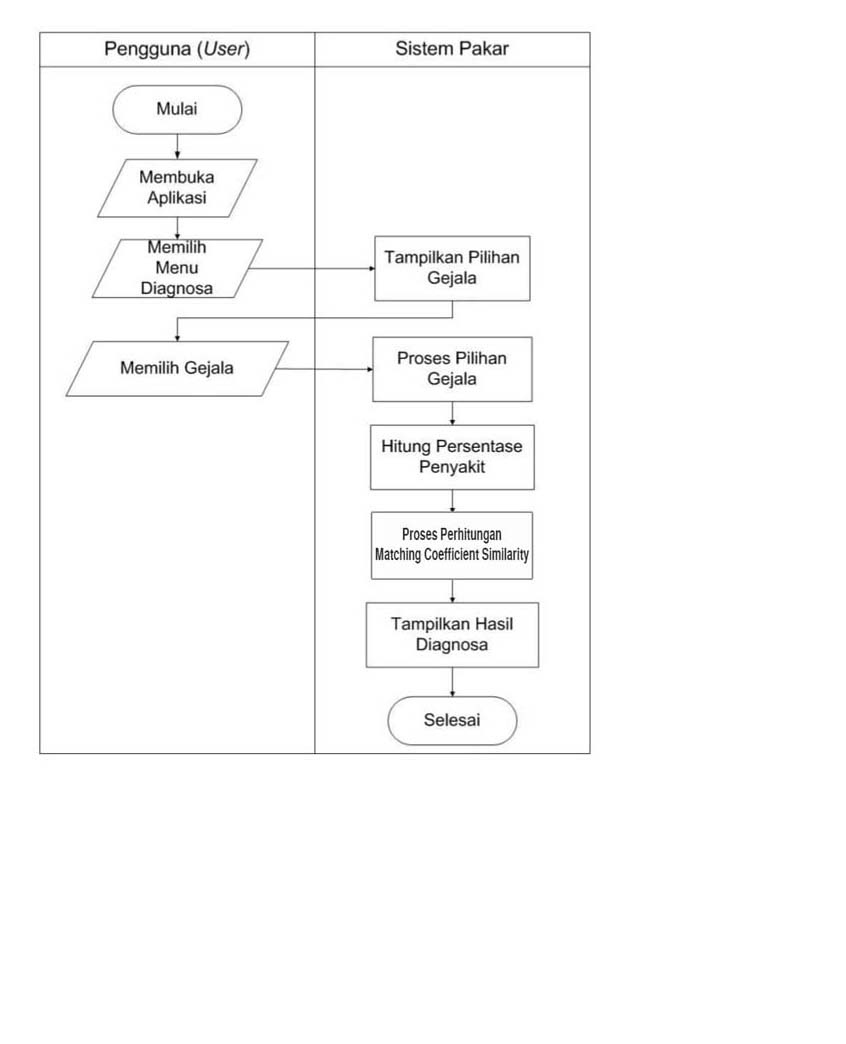 Pengguna (User)
Sistem Pakar
Mulai
Membuka
Aplikasi
Memilih
Menu
Diagnosa
Tampilkan Pilihan
Gejala
Memilih Gejala
Proses Pilihan
Gejala
Hitung Persentase
Penyakit
Proses Perhitungan
Matching Coefficient Similarity
Tampilkan Hasil
Diagnosa
Selesai